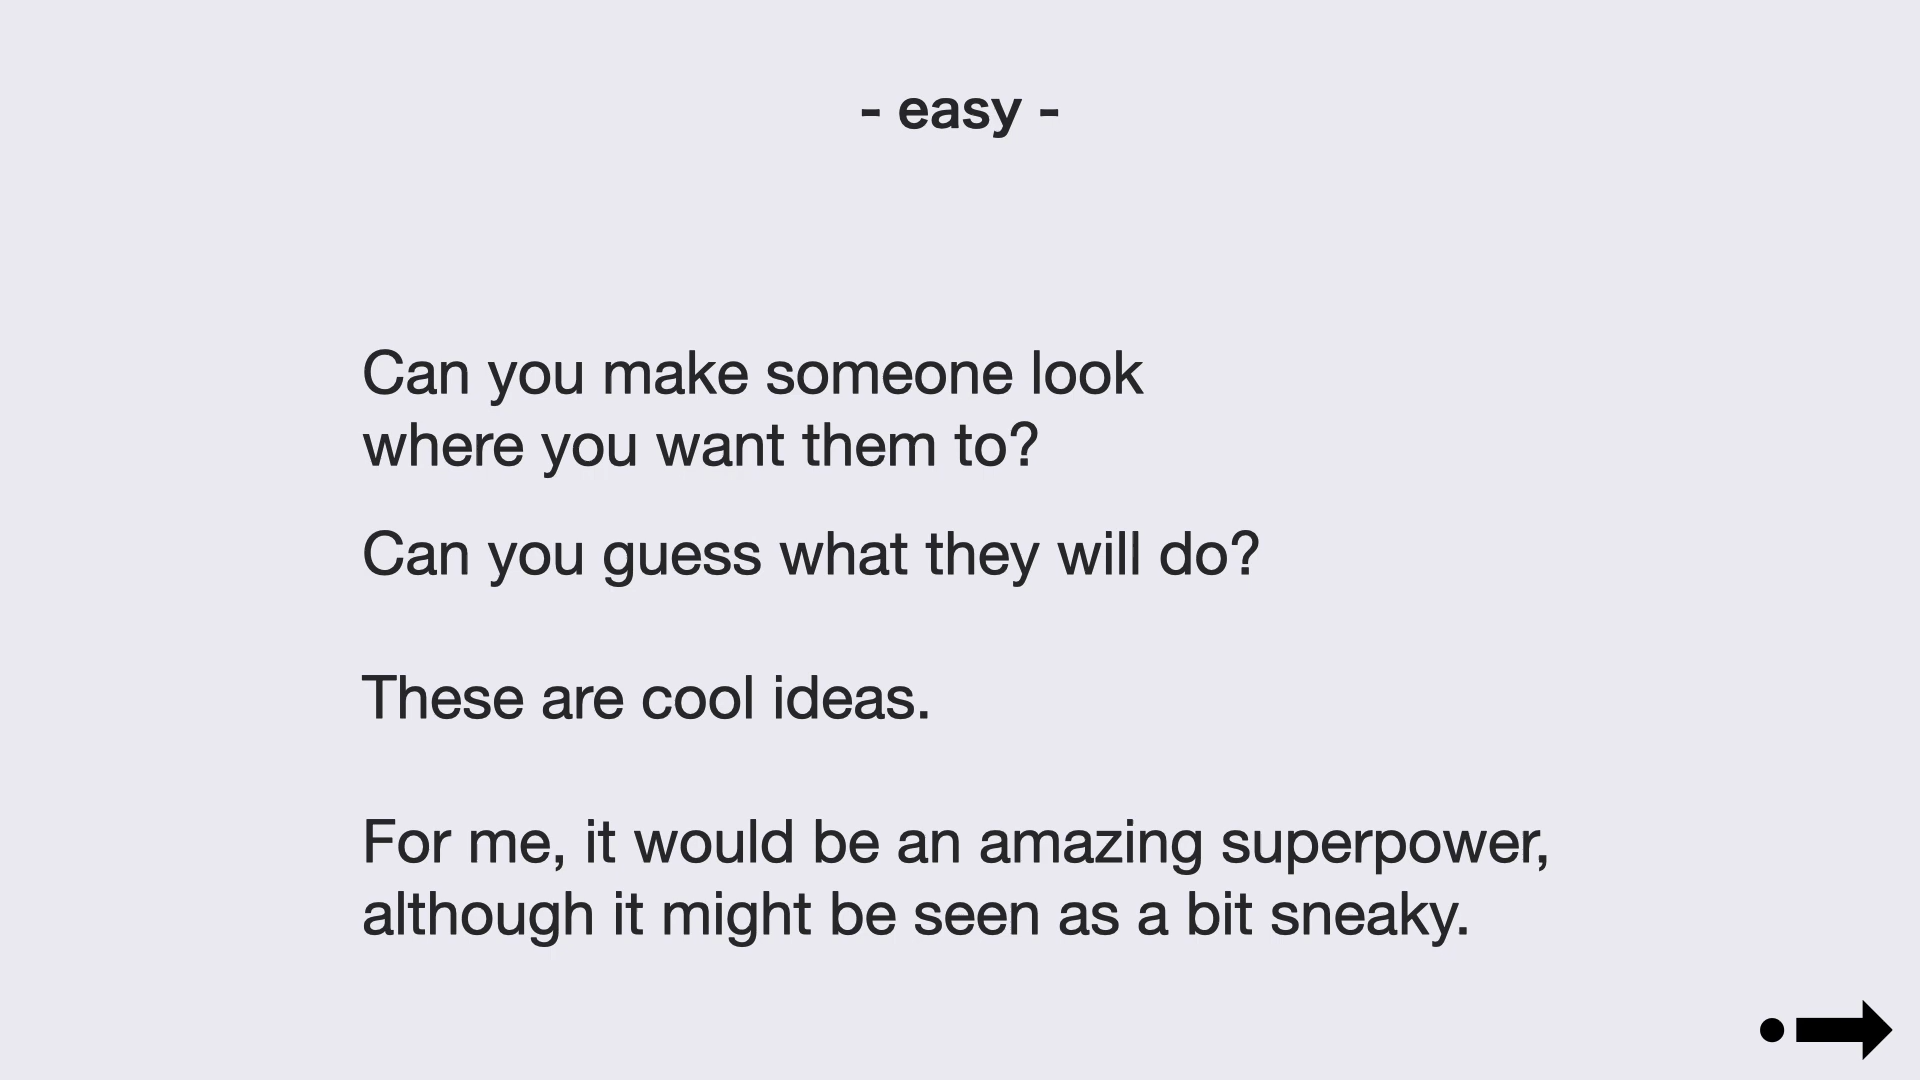 - easy -
Can you make someone look
where you want them to?
Can you guess what they will do?
These are cool ideas.
For me, it would be an amazing superpower,
although it might be seen as a bit sneaky.